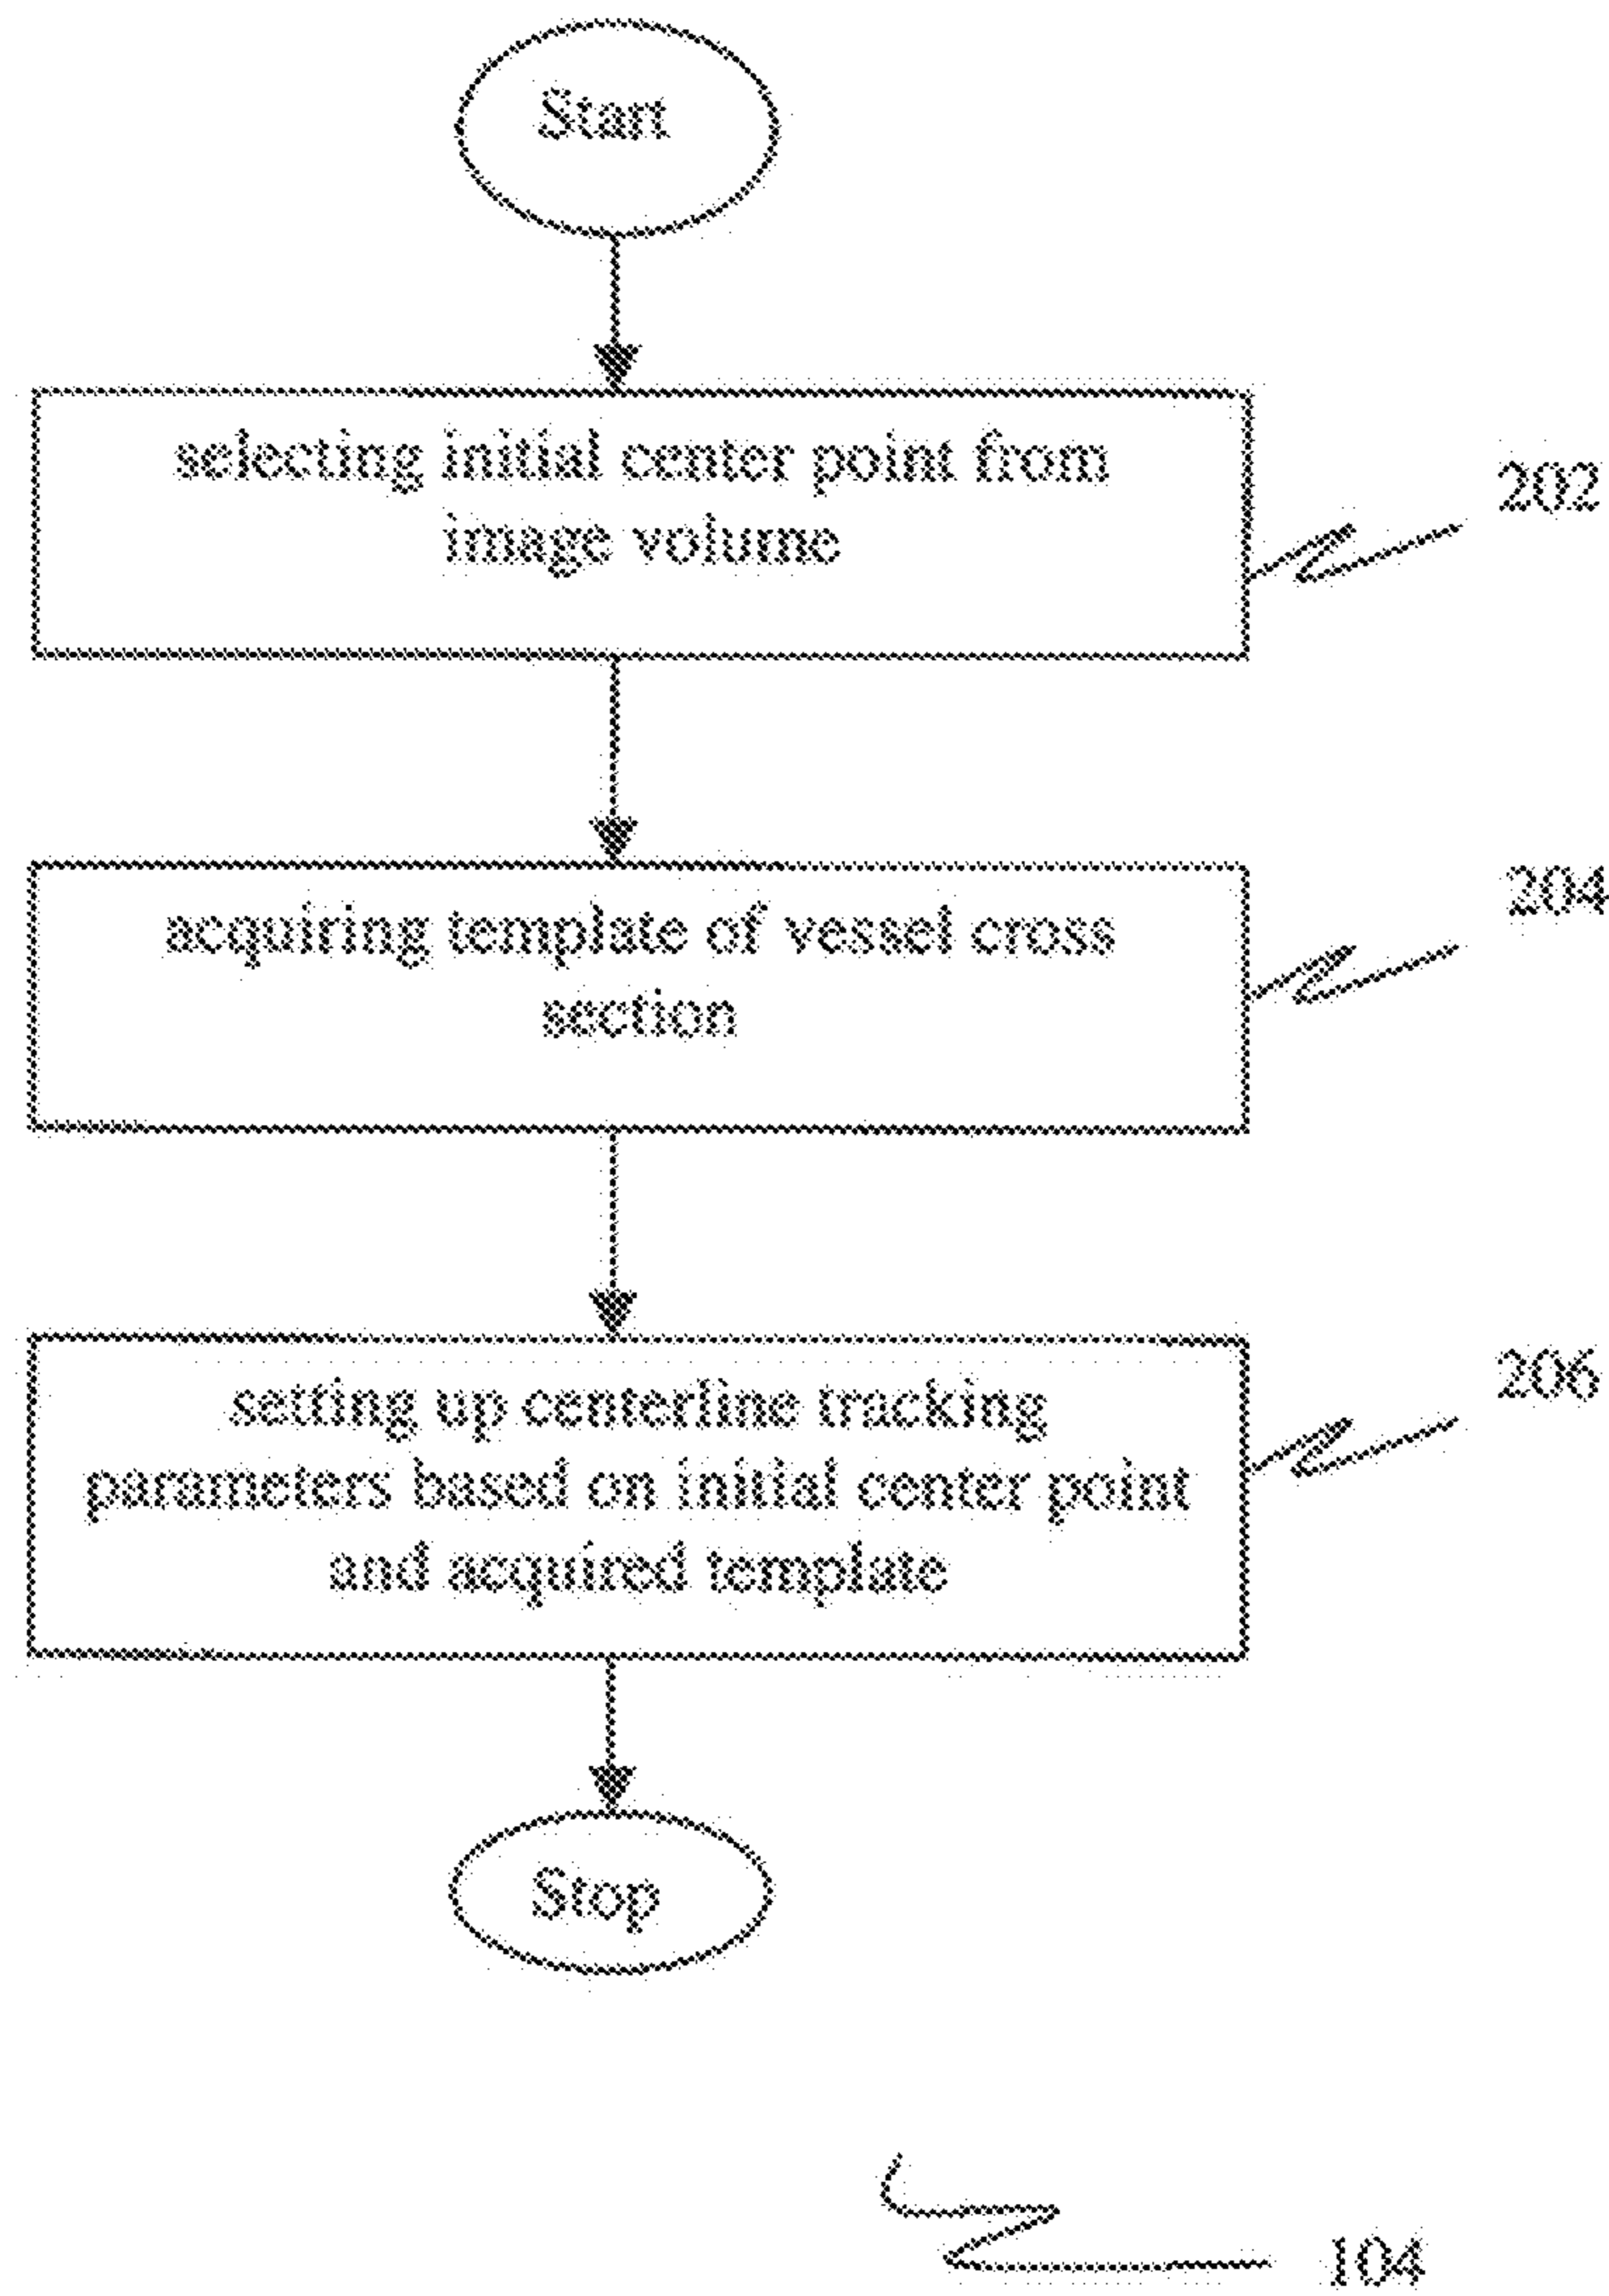 Start
selecting initial center point from
image volume
202
acquiring template of vessel cross
section
204
setting up centerline tracking
parameters based on initial center point
and acquired template
206
Stop
104